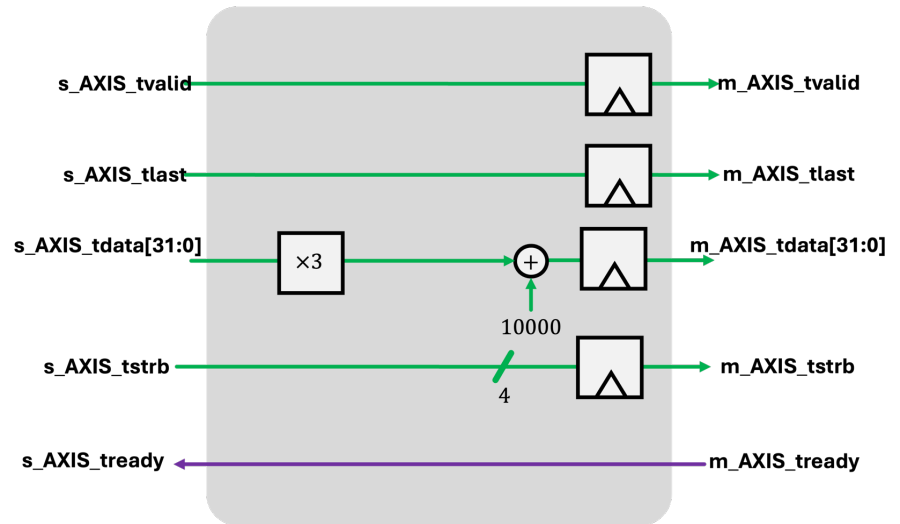 s_AXIS_tvalid
m_AXIS_tvalid
s_AXIS_tlast
m_AXIS_tlast
s_AXIS_tdata[31:0]
×3
+
m_AXIS_tdata[31:0]
10000
s_AXIS_tstrb
4
m_AXIS_tstrb
s_AXIS_tready
m_AXIS_tready